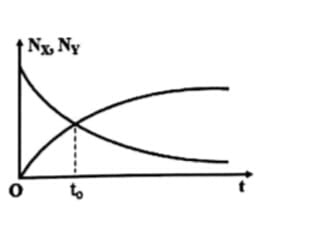 Nx, Ny
O t₀ t